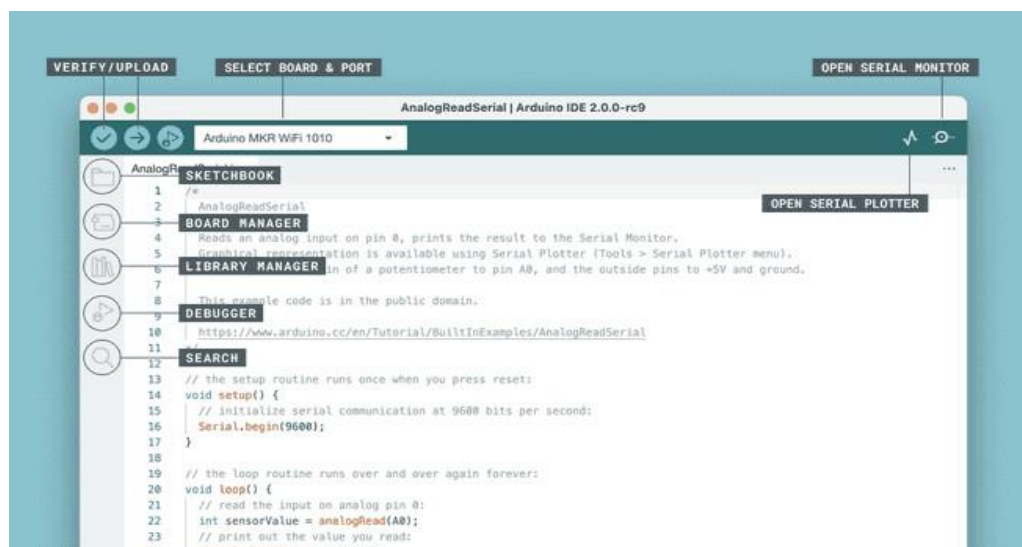 VERIFY/UPLOAD
SELECT BOARD & PORT
OPEN SERIAL MONITOR
AnalogReadSerial | Arduino IDE 2.0.0-rc9
Arduino MKR WiFi 1010
SKETCHBOOK
1 /*
2 AnalogReadSerial
OPEN SERIAL PLOTTER
3
BOARD MANAGER
4 Reads an analog input on pin 0, prints the result to the Serial Monitor.
5 Graphical representation is available using Serial Plotter (Tools > Serial Plotter menu).
LIBRARY MANAGER
6 of a potentiometer to pin A0, and the outside pins to +5V and ground.
7
8 This example code is in the public domain.
DEBUGGER
9
10 https://www.arduino.cc/en/Tutorial/BuiltInExamples/AnalogReadSerial
11 */
SEARCH
12
13 // the setup routine runs once when you press reset:
14 void setup() {
15 // initialize serial communication at 9600 bits per second:
16 Serial.begin(9600);
17 }
18
19 // the loop routine runs over and over again forever:
20 void loop() {
21 // read the input on analog pin 0:
22 int sensorValue = analogRead(A0);
23 // print out the value you read: